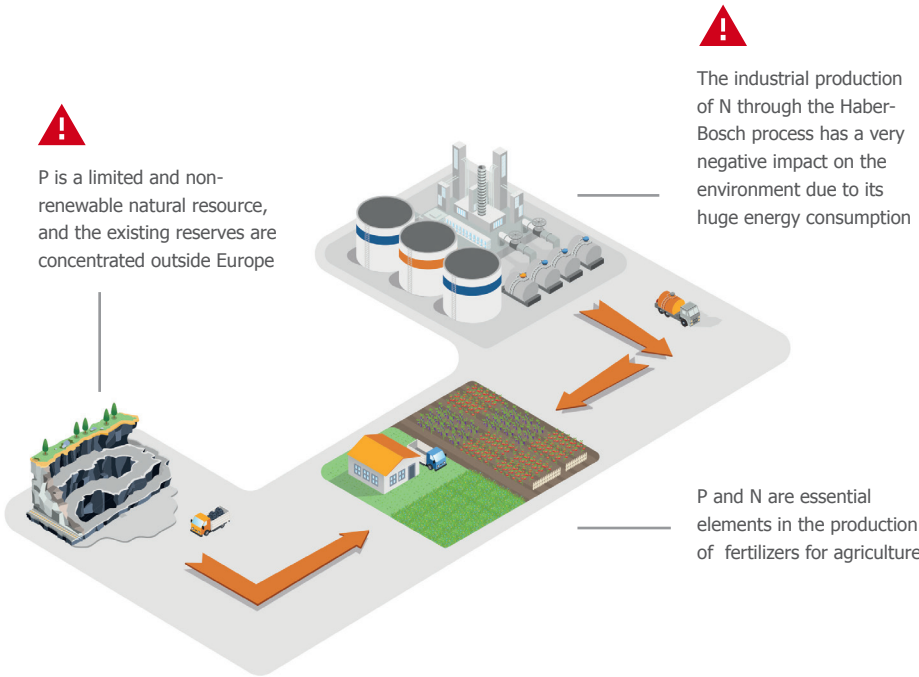 The industrial production
of N through the Haber-
Bosch process has a very
negative impact on the
environment due to its
huge energy consumption
P is a limited and non-
renewable natural resource,
and the existing reserves are
concentrated outside Europe
P and N are essential
elements in the production
of fertilizers for agriculture